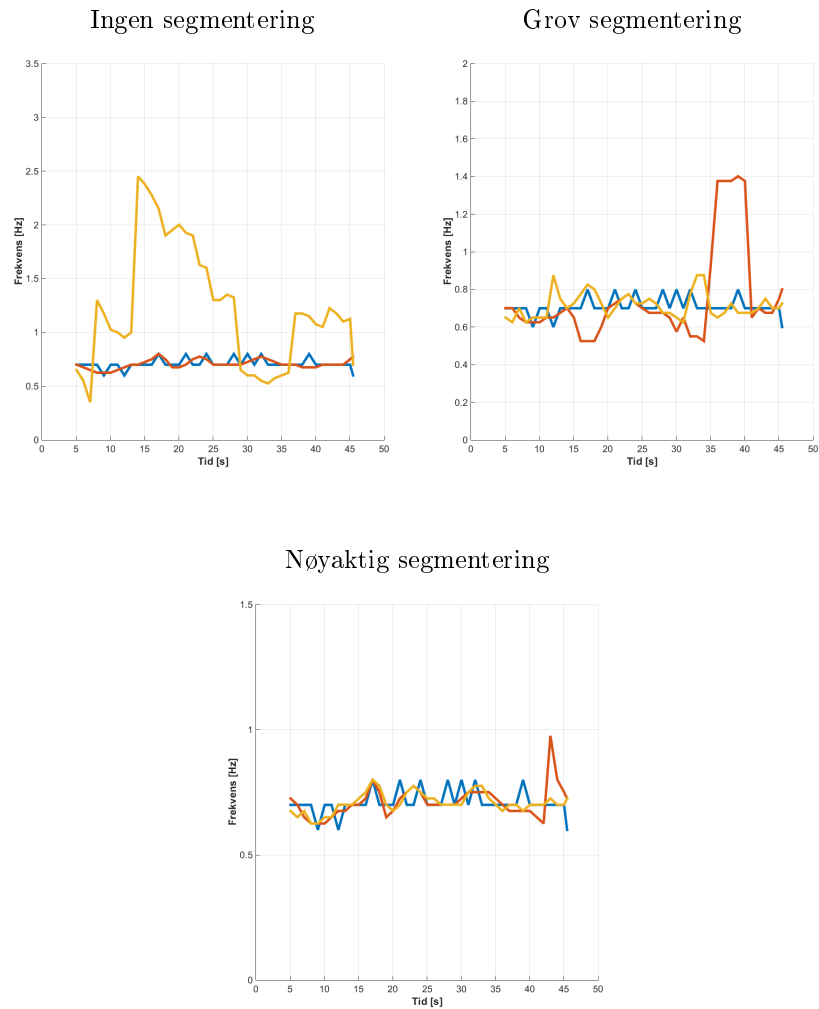 Ingen segmentering
3.5
3
2.5
2
1.5
1
0.5
0
Frekvens [Hz]
0 5 10 15 20 25 30 35 40 45 50
Tid [s]
Grov segmentering
2
1.8
1.6
1.4
1.2
1
0.8
0.6
0.4
0.2
0
Frekvens [Hz]
0 5 10 15 20 25 30 35 40 45 50
Tid [s]
Nøyaktig segmentering
1.5
1
0.5
0
Frekvens [Hz]
0 5 10 15 20 25 30 35 40 45 50
Tid [s]